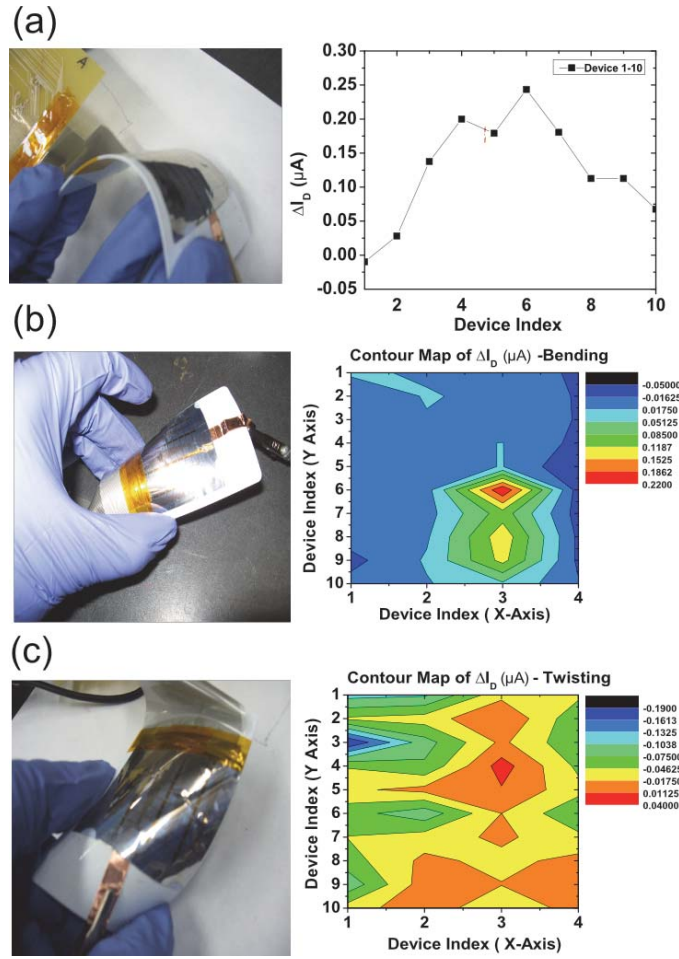 (a)
A
0.30
0.25
0.20
0.15
0.10
0.05
0.00
-0.05
ΔI_D (μA)
Device 1-10
2 4 6 8 10
Device Index
(b)
Contour Map of ΔI_D (μA) -Bending
1
2
3
4
5
6
7
8
9
10
Device Index (Y Axis)
1 2 3 4
Device Index ( X-Axis)
-0.05000
-0.01625
0.01750
0.05125
0.08500
0.1187
0.1525
0.1862
0.2200
(c)
Contour Map of ΔI_D (μA) - Twisting
1
2
3
4
5
6
7
8
9
10
Device Index (Y Axis)
1 2 3 4
Device Index ( X-Axis)
-0.1900
-0.1613
-0.1325
-0.1038
-0.07500
-0.04625
-0.01750
0.01125
0.04000